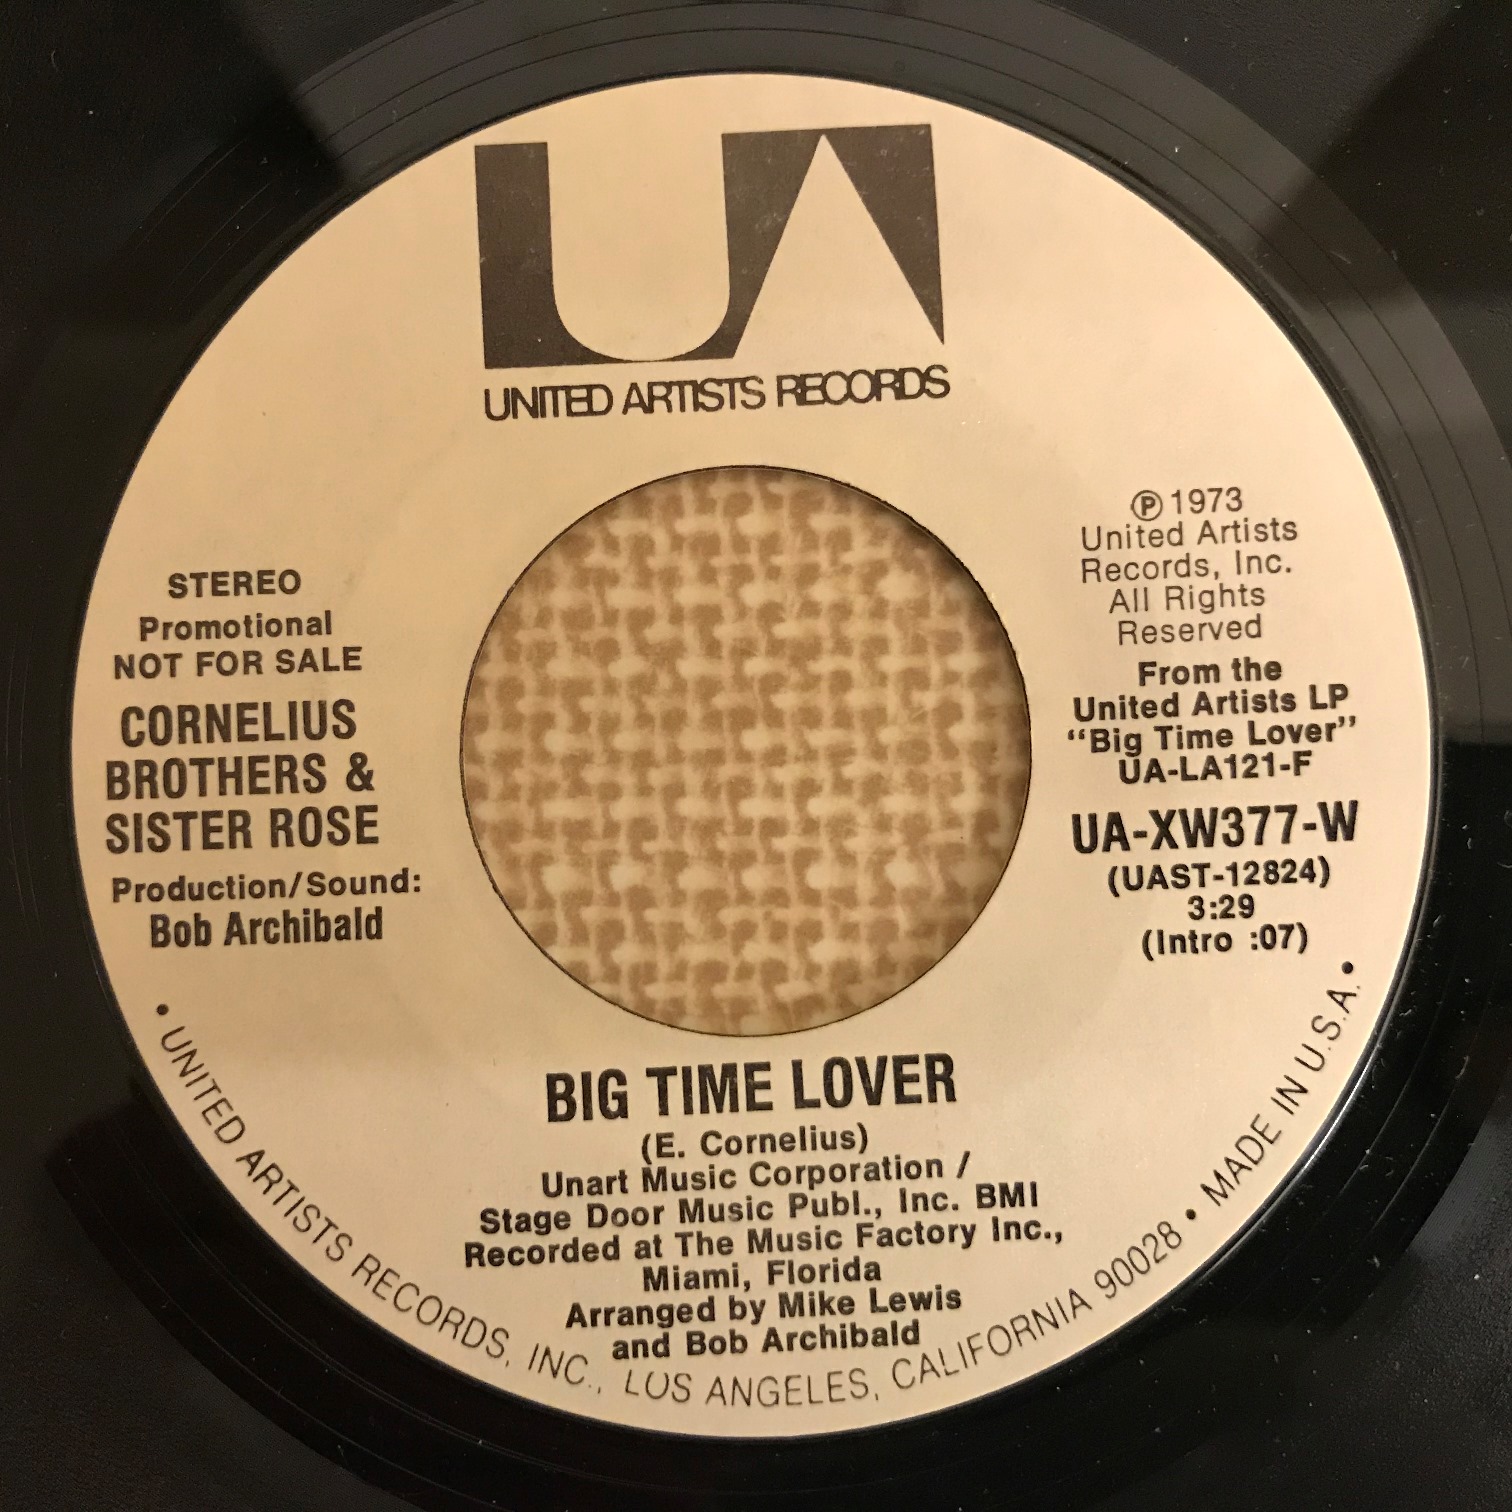 UA
UNITED ARTISTS RECORDS
STEREO
Promotional
NOT FOR SALE
CORNELIUS
BROTHERS &
SISTER ROSE
Production/Sound:
Bob Archibald
Ⓟ 1973
United Artists
Records, Inc.
All Rights
Reserved
From the
United Artists LP
“Big Time Lover”
UA-LA121-F
UA-XW377-W
(UAST-12824)
3:29
(Intro :07)
BIG TIME LOVER
(E. Cornelius)
Unart Music Corporation /
Stage Door Music Publ., Inc. BMI
Recorded at The Music Factory Inc.,
Miami, Florida
Arranged by Mike Lewis
and Bob Archibald
• UNITED ARTISTS RECORDS, INC., LOS ANGELES, CALIFORNIA 90028 • MADE IN U.S.A. •